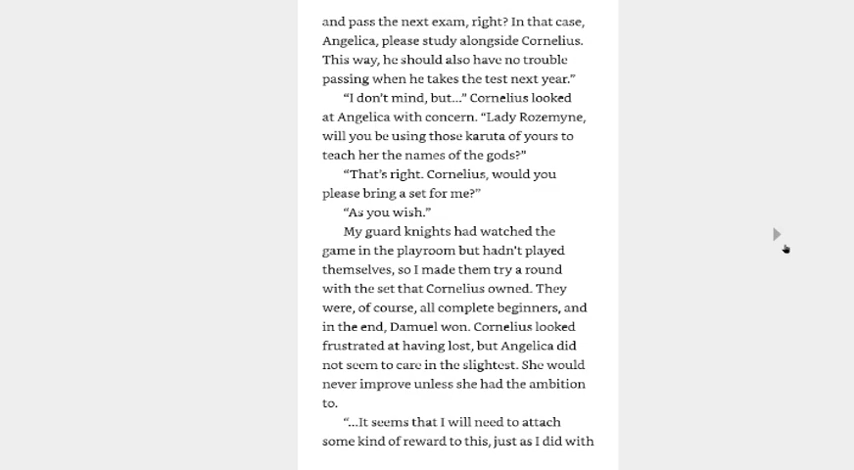 and pass the next exam, right? In that case,
Angelica, please study alongside Cornelius.
This way, he should also have no trouble
passing when he takes the test next year.”
“I don’t mind, but...” Cornelius looked
at Angelica with concern. “Lady Rozemyne,
will you be using those karuta of yours to
teach her the names of the gods?”
“That’s right. Cornelius, would you
please bring a set for me?”
“As you wish.”
My guard knights had watched the
game in the playroom but hadn’t played
themselves, so I made them try a round
with the set that Cornelius owned. They
were, of course, all complete beginners, and
in the end, Damuel won. Cornelius looked
frustrated at having lost, but Angelica did
not seem to care in the slightest. She would
never improve unless she had the ambition
to.
“...It seems that I will need to attach
some kind of reward to this, just as I did with